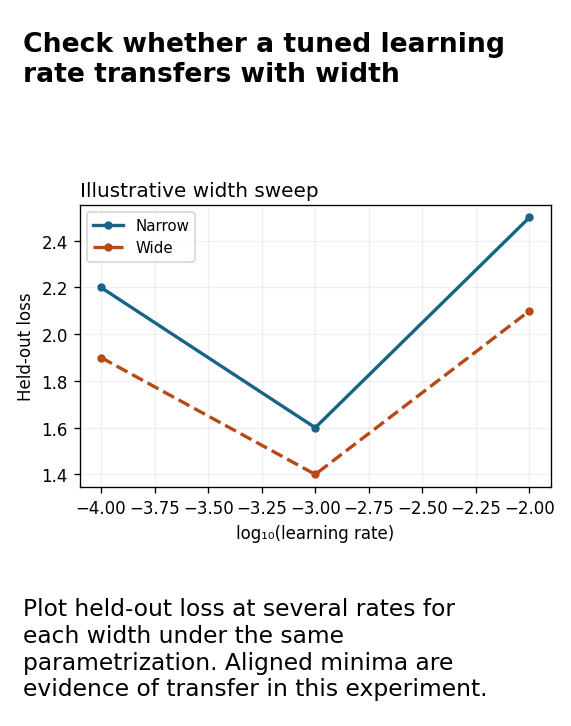 Check whether a tuned learning
rate transfers with width
Illustrative width sweep
Narrow
Wide
Held-out loss
2.4
2.2
2.0
1.8
1.6
1.4
−4.00 −3.75 −3.50 −3.25 −3.00 −2.75 −2.50 −2.25 −2.00
log₁₀(learning rate)
Plot held-out loss at several rates for
each width under the same
parametrization. Aligned minima are
evidence of transfer in this experiment.